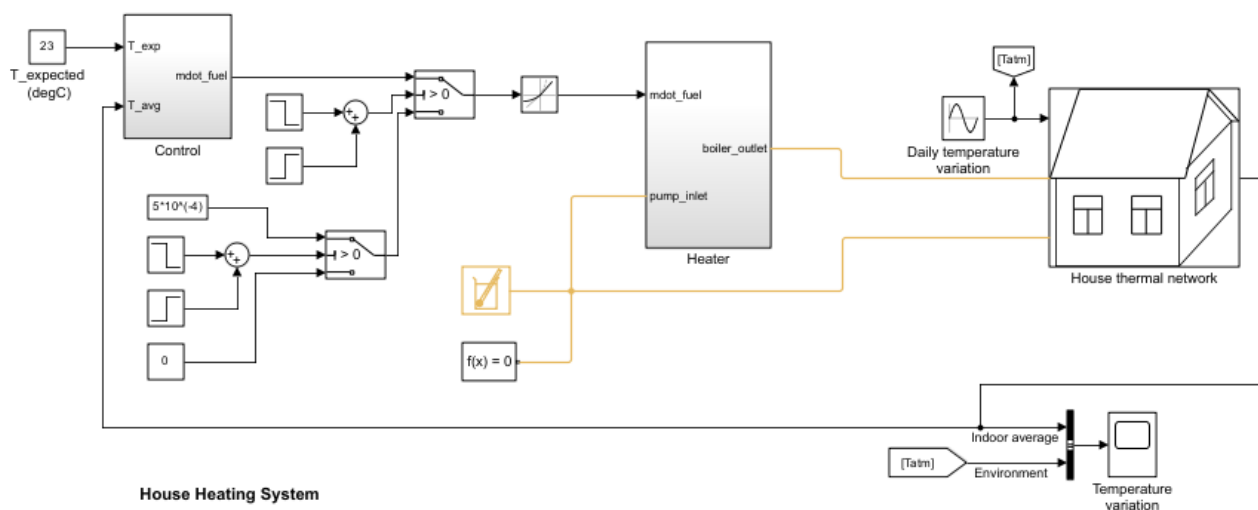 23
T_expected
(degC)
T_exp
T_avg
mdot_fuel
Control
> 0
mdot_fuel
boiler_outlet
pump_inlet
Heater
[Tatm]
Daily temperature
variation
House thermal network
5*10^(-4)
> 0
0
f(x) = 0
Indoor average
[Tatm]
Environment
Temperature
variation
House Heating System